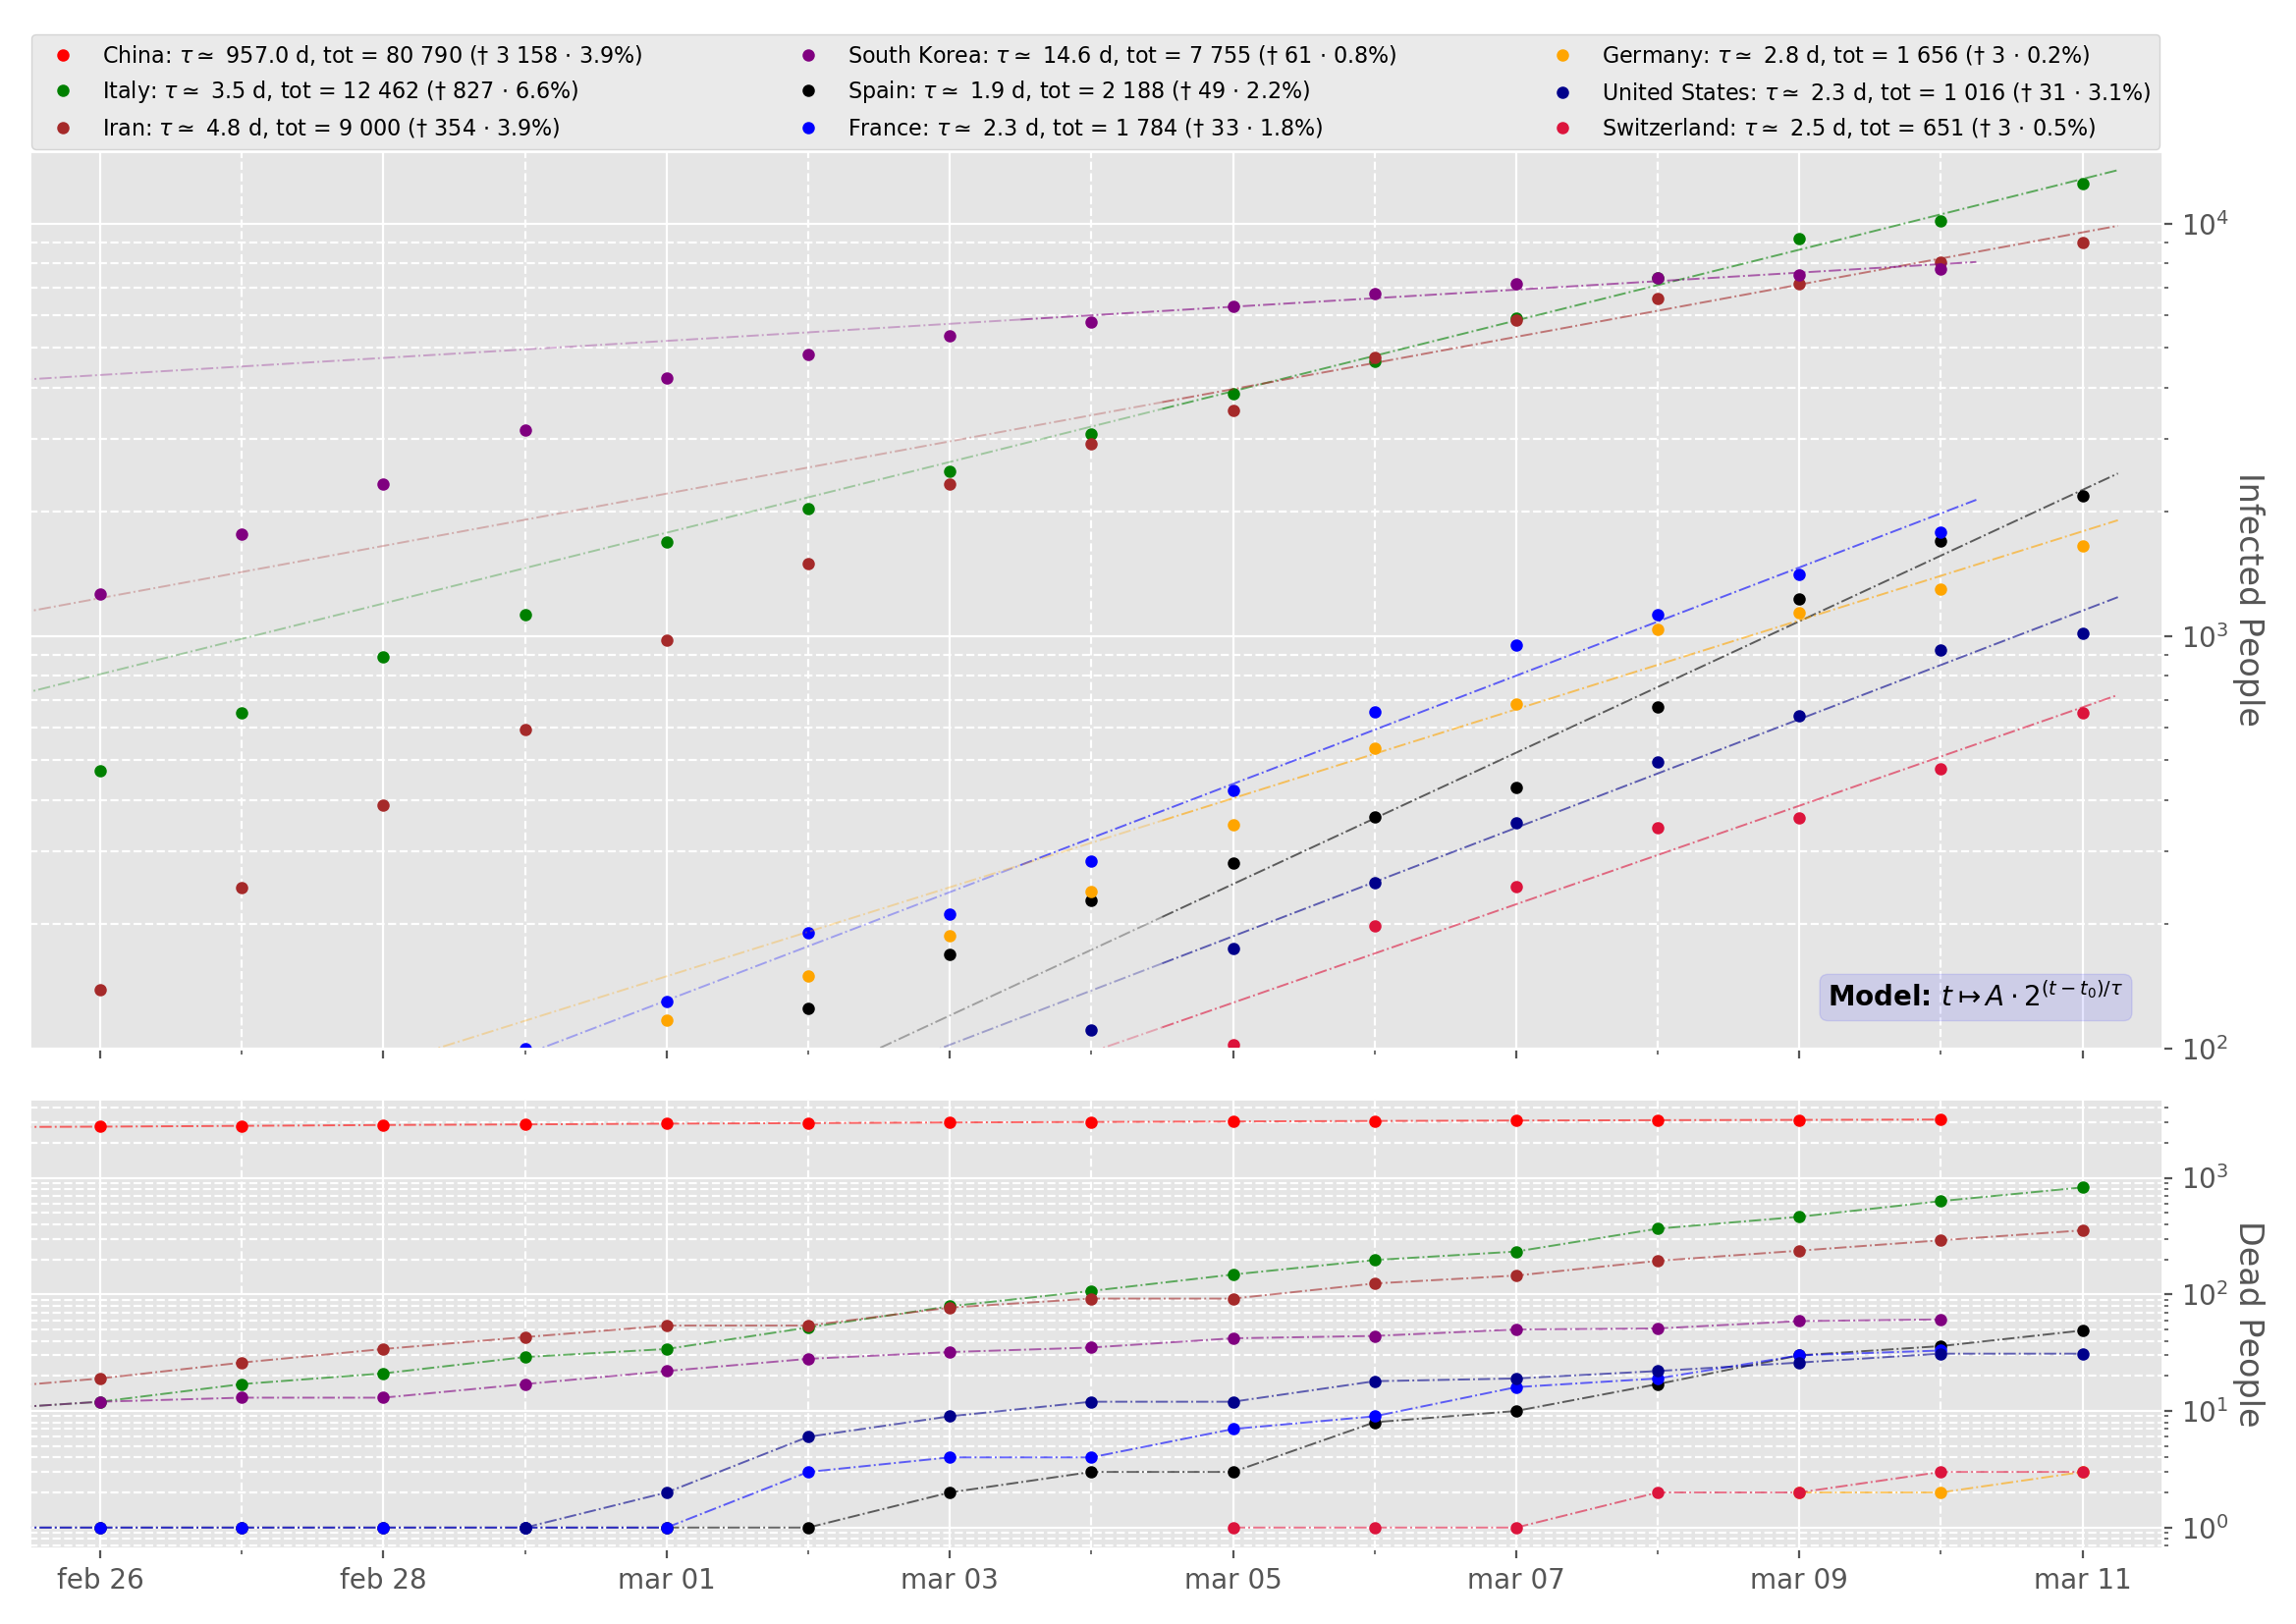 China: τ ≃ 957.0 d, tot = 80 790 († 3 158 · 3.9%)
Italy: τ ≃ 3.5 d, tot = 12 462 († 827 · 6.6%)
Iran: τ ≃ 4.8 d, tot = 9 000 († 354 · 3.9%)
South Korea: τ ≃ 14.6 d, tot = 7 755 († 61 · 0.8%)
Spain: τ ≃ 1.9 d, tot = 2 188 († 49 · 2.2%)
France: τ ≃ 2.3 d, tot = 1 784 († 33 · 1.8%)
Germany: τ ≃ 2.8 d, tot = 1 656 († 3 · 0.2%)
United States: τ ≃ 2.3 d, tot = 1 016 († 31 · 3.1%)
Switzerland: τ ≃ 2.5 d, tot = 651 († 3 · 0.5%)
10⁴
10³
10²
Infected People
Model: t ↦ A · 2^{(t − t₀)/τ}
10³
10²
10¹
10⁰
Dead People
feb 26
feb 28
mar 01
mar 03
mar 05
mar 07
mar 09
mar 11